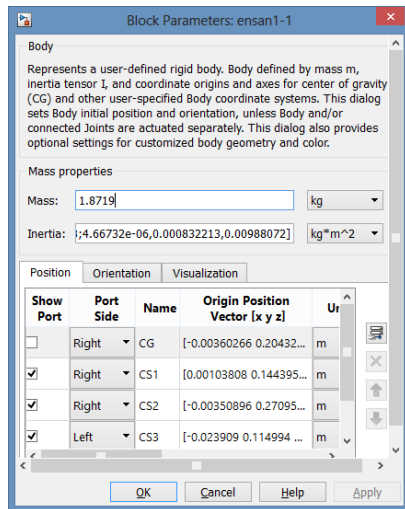 Block Parameters: ensan1-1
Body
Represents a user-defined rigid body. Body defined by mass m,
inertia tensor I, and coordinate origins and axes for center of gravity
(CG) and other user-specified Body coordinate systems. This dialog
sets Body initial position and orientation, unless Body and/or
connected Joints are actuated separately. This dialog also provides
optional settings for customized body geometry and color.
Mass properties
Mass: 1.8719 kg
Inertia: ;4.66732e-06,0.000832213,0.00988072] kg*m^2
Position Orientation Visualization
Show Port Port Side Name Origin Position Vector [x y z] Ur
Right CG [-0.00360266 0.20432... m
Right CS1 [0.00103808 0.144395... m
Right CS2 [-0.00350896 0.27095... m
Left CS3 [-0.023909 0.114994 ... m
OK Cancel Help Apply